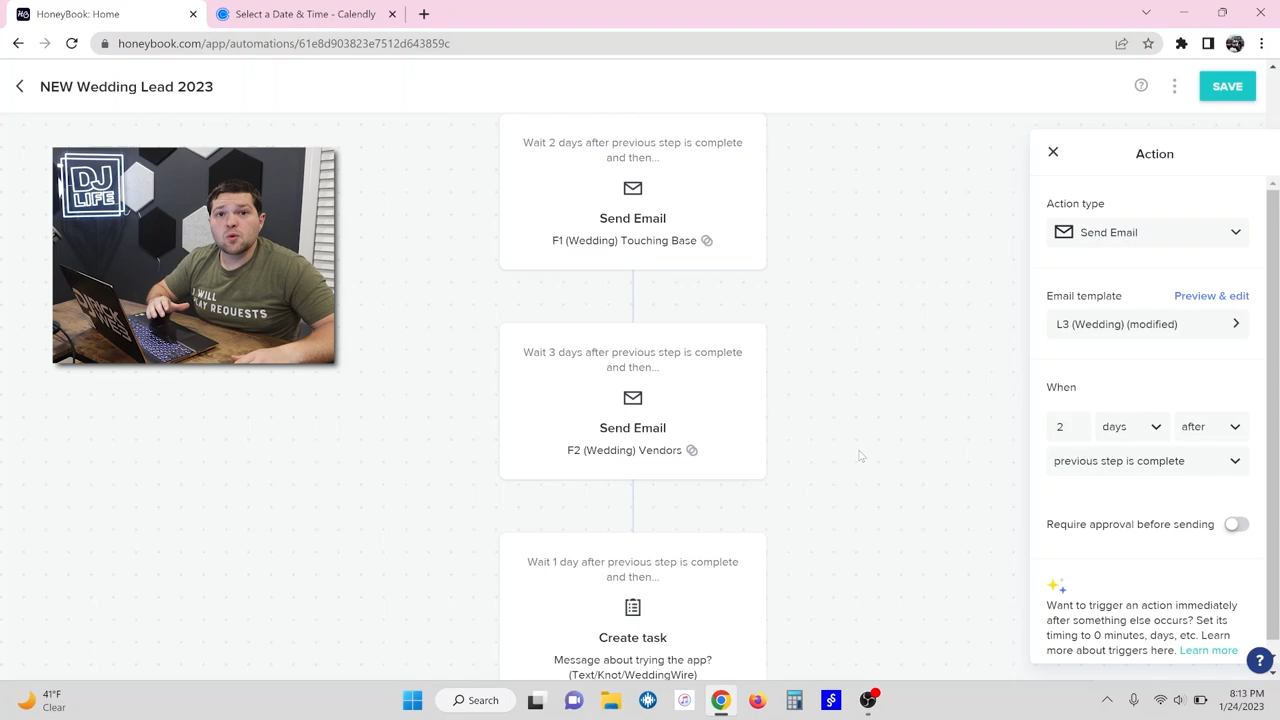 HoneyBook: Home
Select a Date & Time - Calendly
honeybook.com/app/automations/61e8d903823e7512d643859c
NEW Wedding Lead 2023
SAVE
Wait 2 days after previous step is complete
and then...
Send Email
F1 (Wedding) Touching Base
Wait 3 days after previous step is complete
and then...
Send Email
F2 (Wedding) Vendors
Wait 1 day after previous step is complete
and then...
Create task
Message about trying the app?
(Text/Knot/WeddingWire)
Action
Action type
Send Email
Email template
Preview & edit
L3 (Wedding) (modified)
When
2
days
after
previous step is complete
Require approval before sending
Want to trigger an action immediately
after something else occurs? Set its
timing to 0 minutes, days, etc. Learn
more about triggers here. Learn more
DJ
LIFE
I WILL
PLAY REQUESTS
41°F
Clear
Search
8:13 PM
1/24/2023